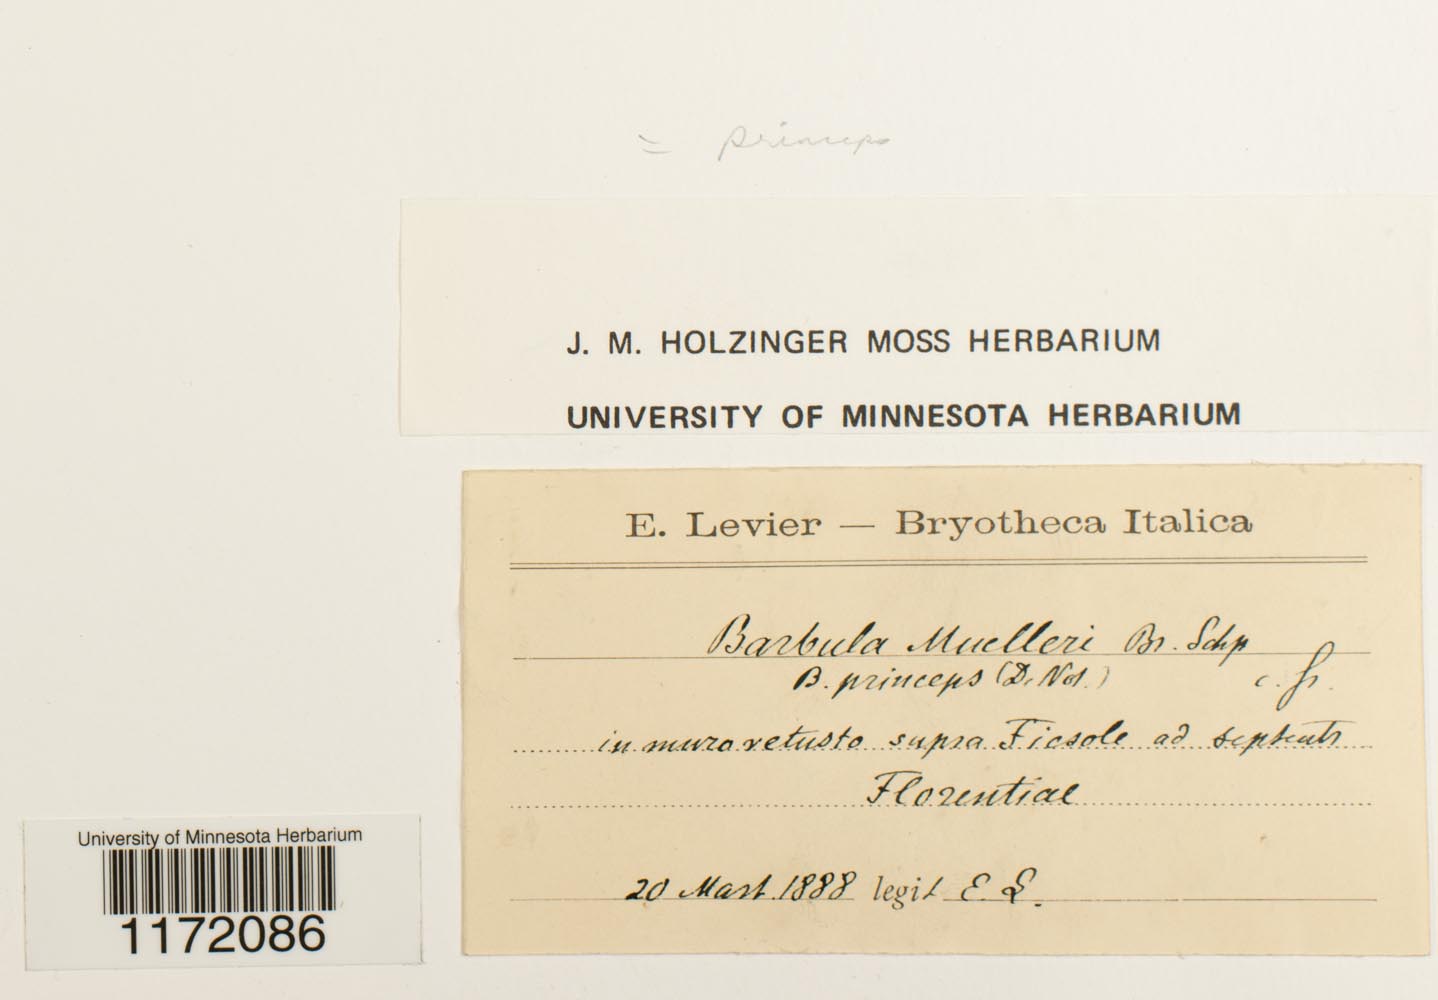 = princeps
J. M. HOLZINGER MOSS HERBARIUM
UNIVERSITY OF MINNESOTA HERBARIUM
E. Levier — Bryotheca Italica
Barbula Muelleri Br. Schp
B. princeps (D. Not.) c. fr.
in muro vetusto supra Fiesole ad septentr
Florentiae
20 Mart. 1888 legit E. L.
University of Minnesota Herbarium
1172086